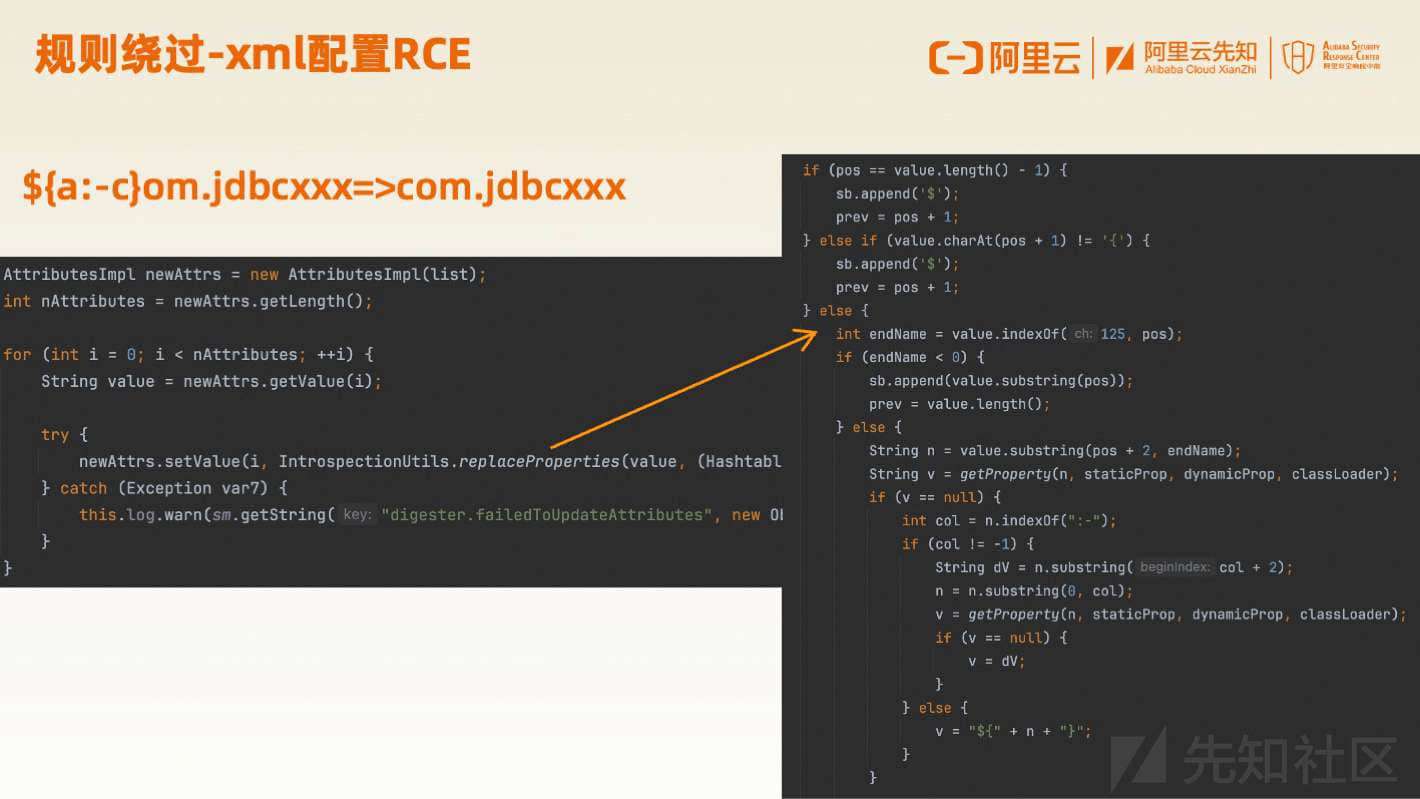 规则绕过-xml配置RCE
阿里云
阿里云先知
Alibaba Cloud XianZhi
ALIBABA SECURITY
RESPONSE CENTER
阿里安全响应中心
${a:-c}om.jdbcxxx=>com.jdbcxxx
AttributesImpl newAttrs = new AttributesImpl(list);
int nAttributes = newAttrs.getLength();
for (int i = 0; i < nAttributes; ++i) {
String value = newAttrs.getValue(i);
try {
newAttrs.setValue(i, IntrospectionUtils.replaceProperties(value, (Hashtabl
} catch (Exception var7) {
this.log.warn(sm.getString( key: "digester.failedToUpdateAttributes", new Ob
}
}
if (pos == value.length() - 1) {
sb.append('$');
prev = pos + 1;
} else if (value.charAt(pos + 1) != '{') {
sb.append('$');
prev = pos + 1;
} else {
int endName = value.indexOf( ch: 125, pos);
if (endName < 0) {
sb.append(value.substring(pos));
prev = value.length();
} else {
String n = value.substring(pos + 2, endName);
String v = getProperty(n, staticProp, dynamicProp, classLoader);
if (v == null) {
int col = n.indexOf(":-");
if (col != -1) {
String dV = n.substring( beginIndex: col + 2);
n = n.substring(0, col);
v = getProperty(n, staticProp, dynamicProp, classLoader);
if (v == null) {
v = dV;
}
} else {
v = "${" + n + "}";
}
}
先知社区